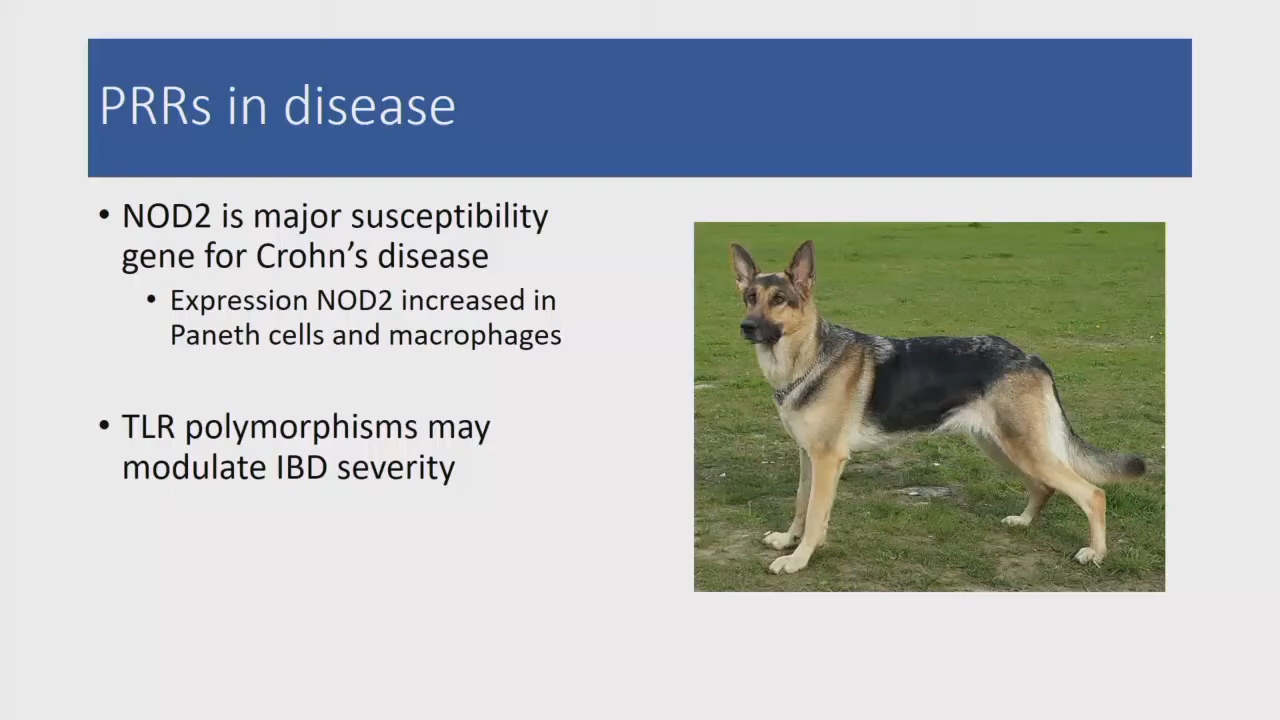 PRRs in disease
• NOD2 is major susceptibility
gene for Crohn’s disease
• Expression NOD2 increased in
Paneth cells and macrophages
• TLR polymorphisms may
modulate IBD severity